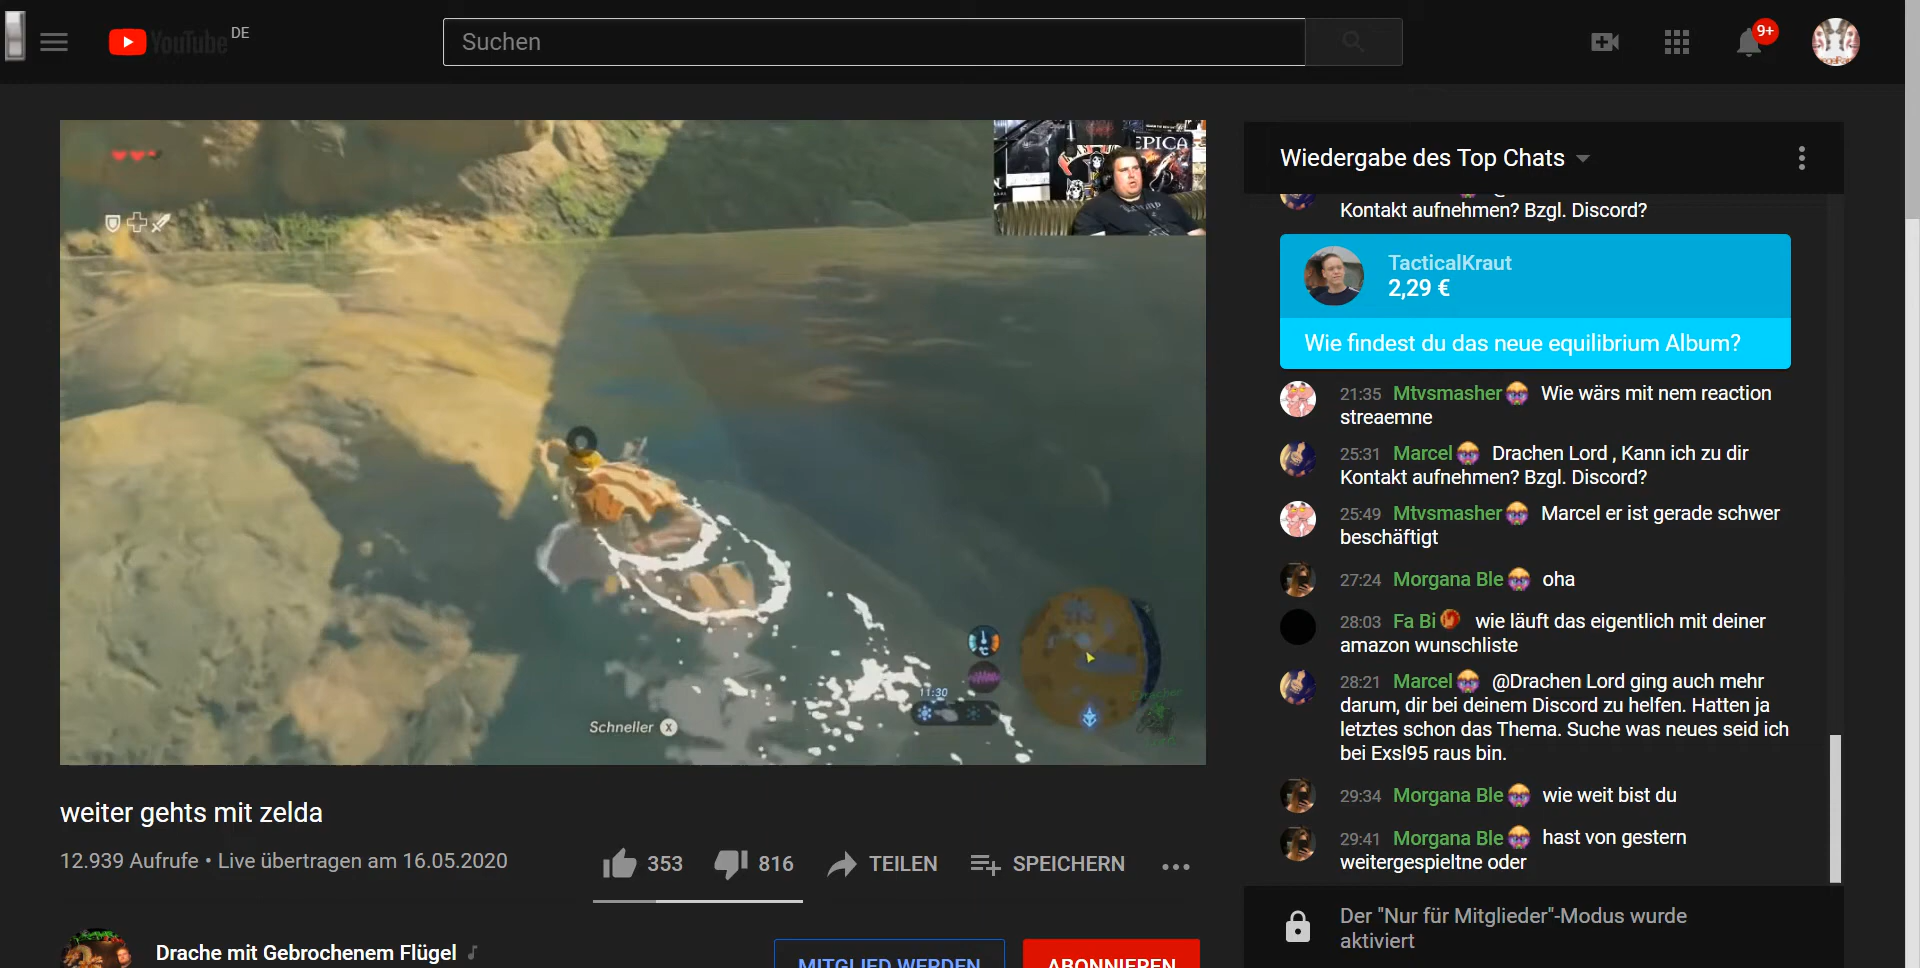 YouTube DE
Suchen
9+
EPICA
11:30
Schneller X
weiter gehts mit zelda
12.939 Aufrufe • Live übertragen am 16.05.2020
353
816
TEILEN
SPEICHERN
Drache mit Gebrochenem Flügel
MITGLIED WERDEN
ABONNIEREN
Wiedergabe des Top Chats
Kontakt aufnehmen? Bzgl. Discord?
TacticalKraut
2,29 €
Wie findest du das neue equilibrium Album?
21:35 Mtvsmasher Wie wärs mit nem reaction
streaemne
25:31 Marcel Drachen Lord , Kann ich zu dir
Kontakt aufnehmen? Bzgl. Discord?
25:49 Mtvsmasher Marcel er ist gerade schwer
beschäftigt
27:24 Morgana Ble oha
28:03 Fa Bi wie läuft das eigentlich mit deiner
amazon wunschliste
28:21 Marcel @Drachen Lord ging auch mehr
darum, dir bei deinem Discord zu helfen. Hatten ja
letztes schon das Thema. Suche was neues seid ich
bei Exsl95 raus bin.
29:34 Morgana Ble wie weit bist du
29:41 Morgana Ble hast von gestern
weitergespieltne oder
Der "Nur für Mitglieder"-Modus wurde
aktiviert